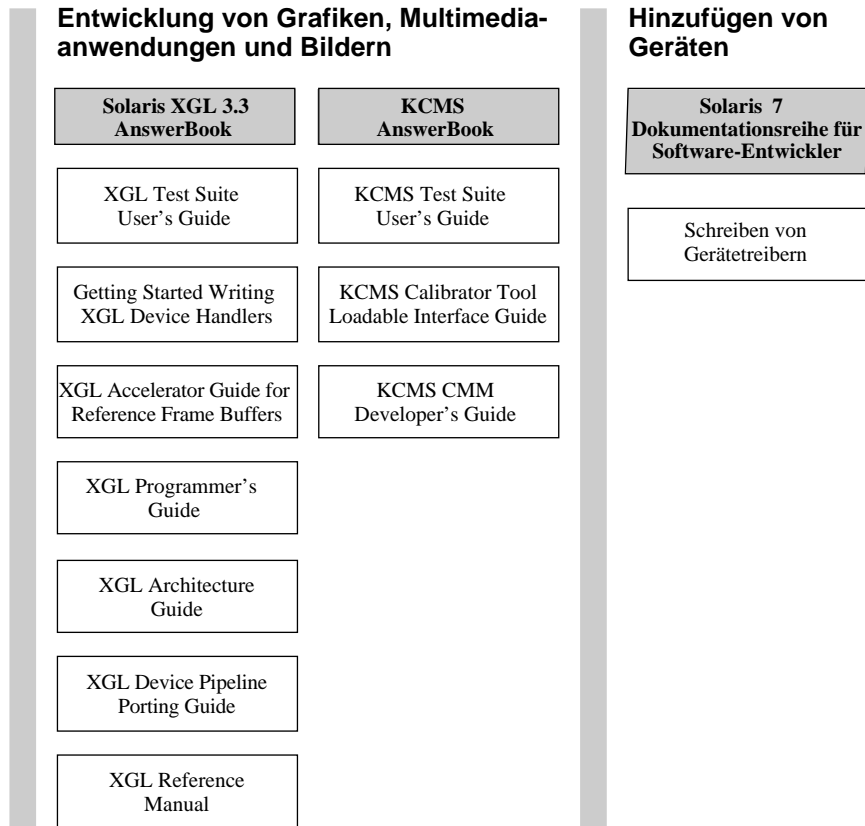 Entwicklung von Grafiken, Multimedia-
anwendungen und Bildern
Solaris XGL 3.3
AnswerBook
XGL Test Suite
User's Guide
Getting Started Writing
XGL Device Handlers
XGL Accelerator Guide for
Reference Frame Buffers
XGL Programmer's
Guide
XGL Architecture
Guide
XGL Device Pipeline
Porting Guide
XGL Reference
Manual
KCMS
AnswerBook
KCMS Test Suite
User's Guide
KCMS Calibrator Tool
Loadable Interface Guide
KCMS CMM
Developer's Guide
Hinzufügen von
Geräten
Solaris 7
Dokumentationsreihe für
Software-Entwickler
Schreiben von
Gerätetreibern